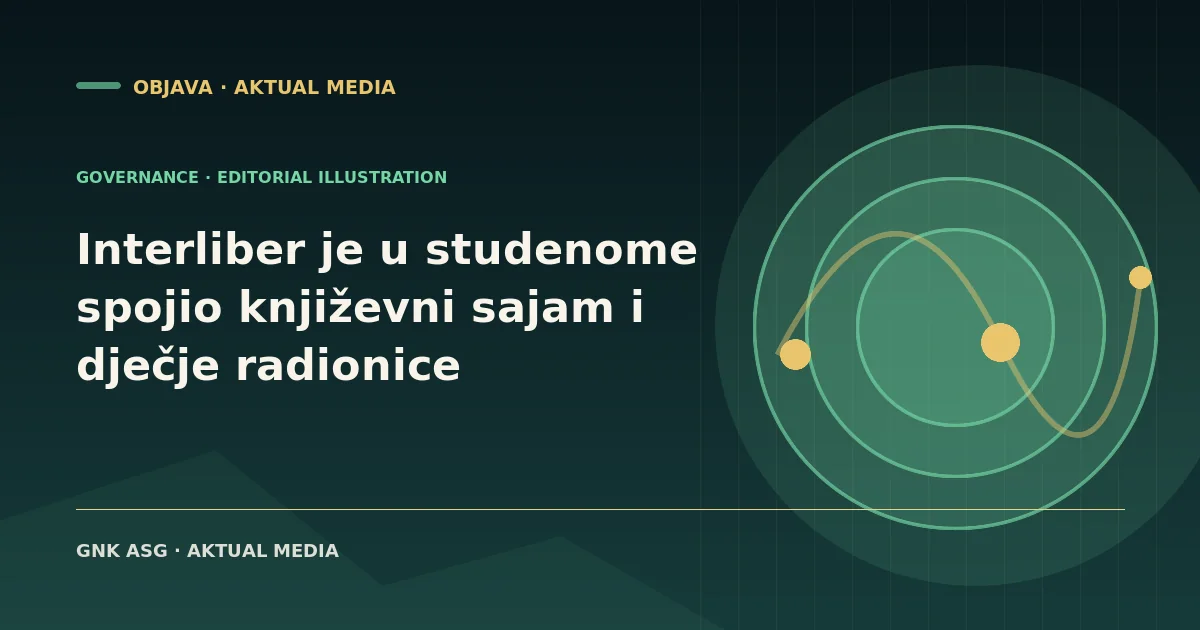 OBJAVA · AKTUAL MEDIA
GOVERNANCE · EDITORIAL ILLUSTRATION
Interliber je u studenome
spojio književni sajam i
dječje radionice
GNK ASG · AKTUAL MEDIA